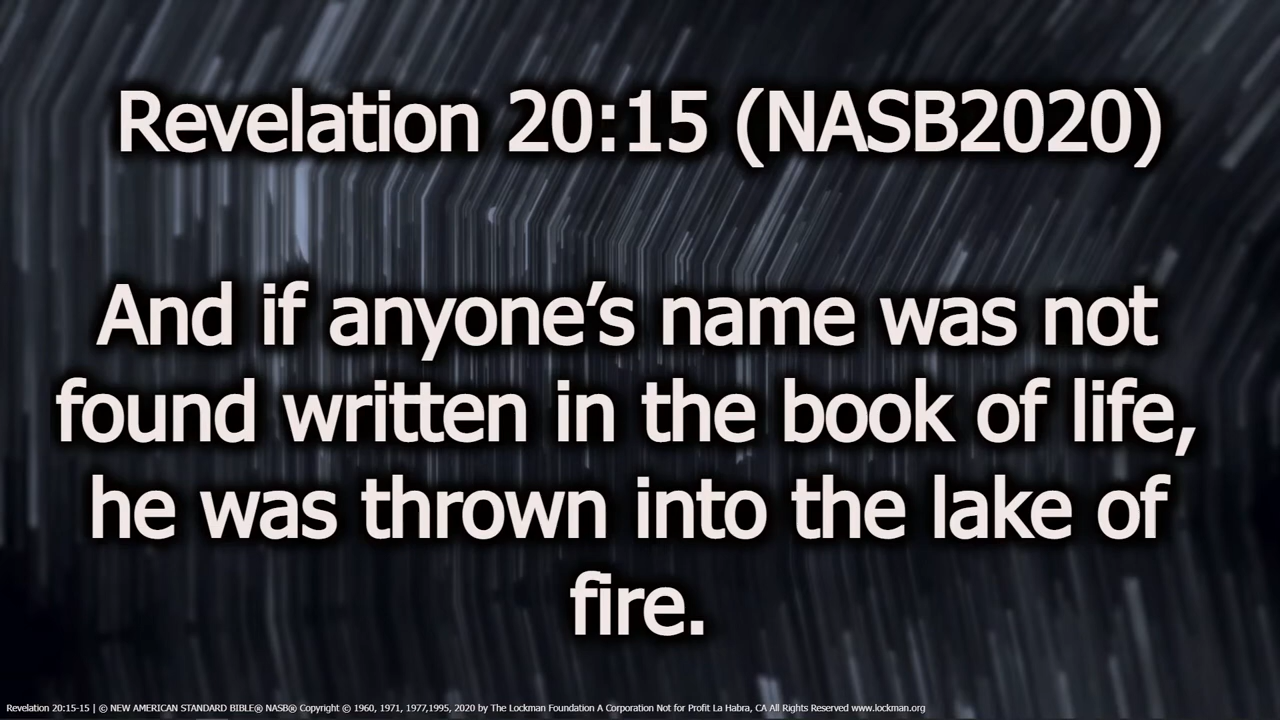 Revelation 20:15 (NASB2020)
And if anyone’s name was not
found written in the book of life,
he was thrown into the lake of
fire.
Revelation 20:15-15 | © NEW AMERICAN STANDARD BIBLE® NASB® Copyright © 1960, 1971, 1977,1995, 2020 by The Lockman Foundation A Corporation Not for Profit La Habra, CA All Rights Reserved www.lockman.org